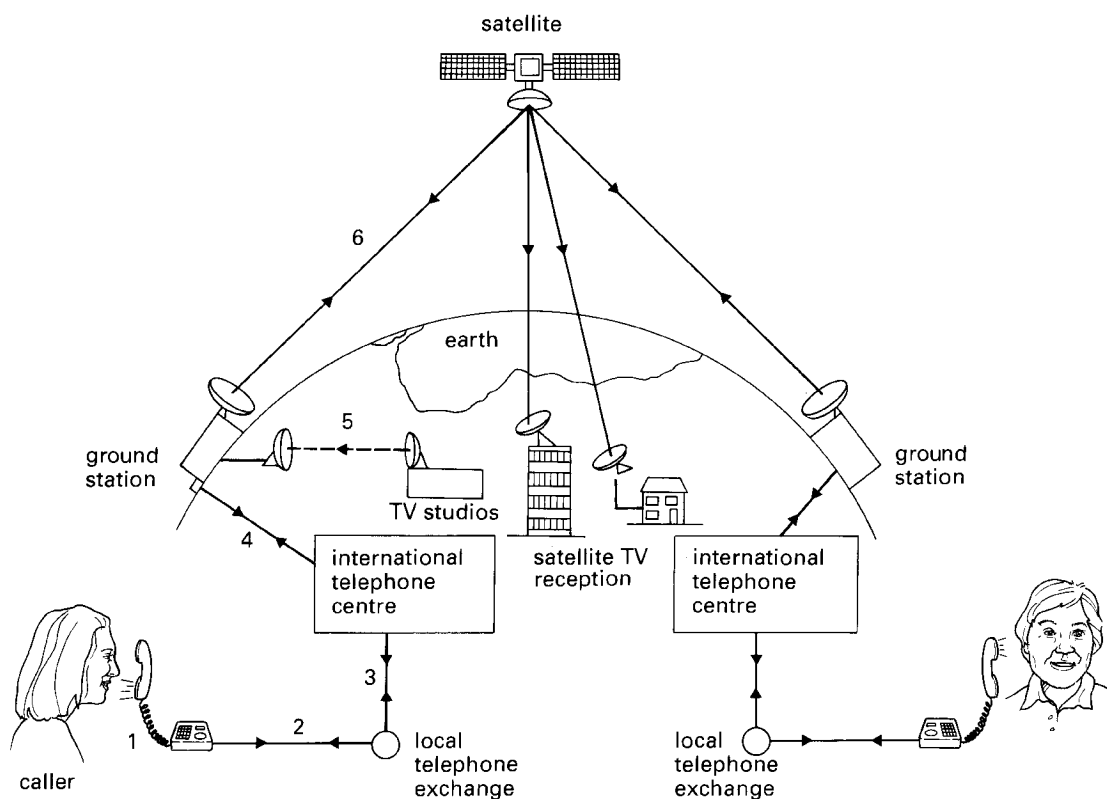 satellite
6
earth
5
ground
station
TV studios
ground
station
4
international
telephone
centre
satellite TV
reception
international
telephone
centre
3
1
2
caller
local
telephone
exchange
local
telephone
exchange